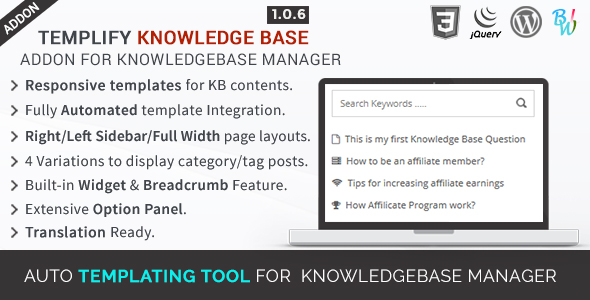 ADDON
1.0.6
TEMPLIFY KNOWLEDGE BASE
ADDON FOR KNOWLEDGEBASE MANAGER
Responsive templates for KB contents.
Fully Automated template Integration.
Right/Left Sidebar/Full Width page layouts.
4 Variations to display category/tag posts.
Built-in Widget & Breadcrumb Feature.
Extensive Option Panel.
Translation Ready.
3
jQuery
W
BW
Search Keywords .....
This is my first Knowledge Base Question
How to be an affiliate member?
Tips for increasing affiliate earnings
How Affilicate Program work?
AUTO TEMPLATING TOOL FOR KNOWLEDGEBASE MANAGER